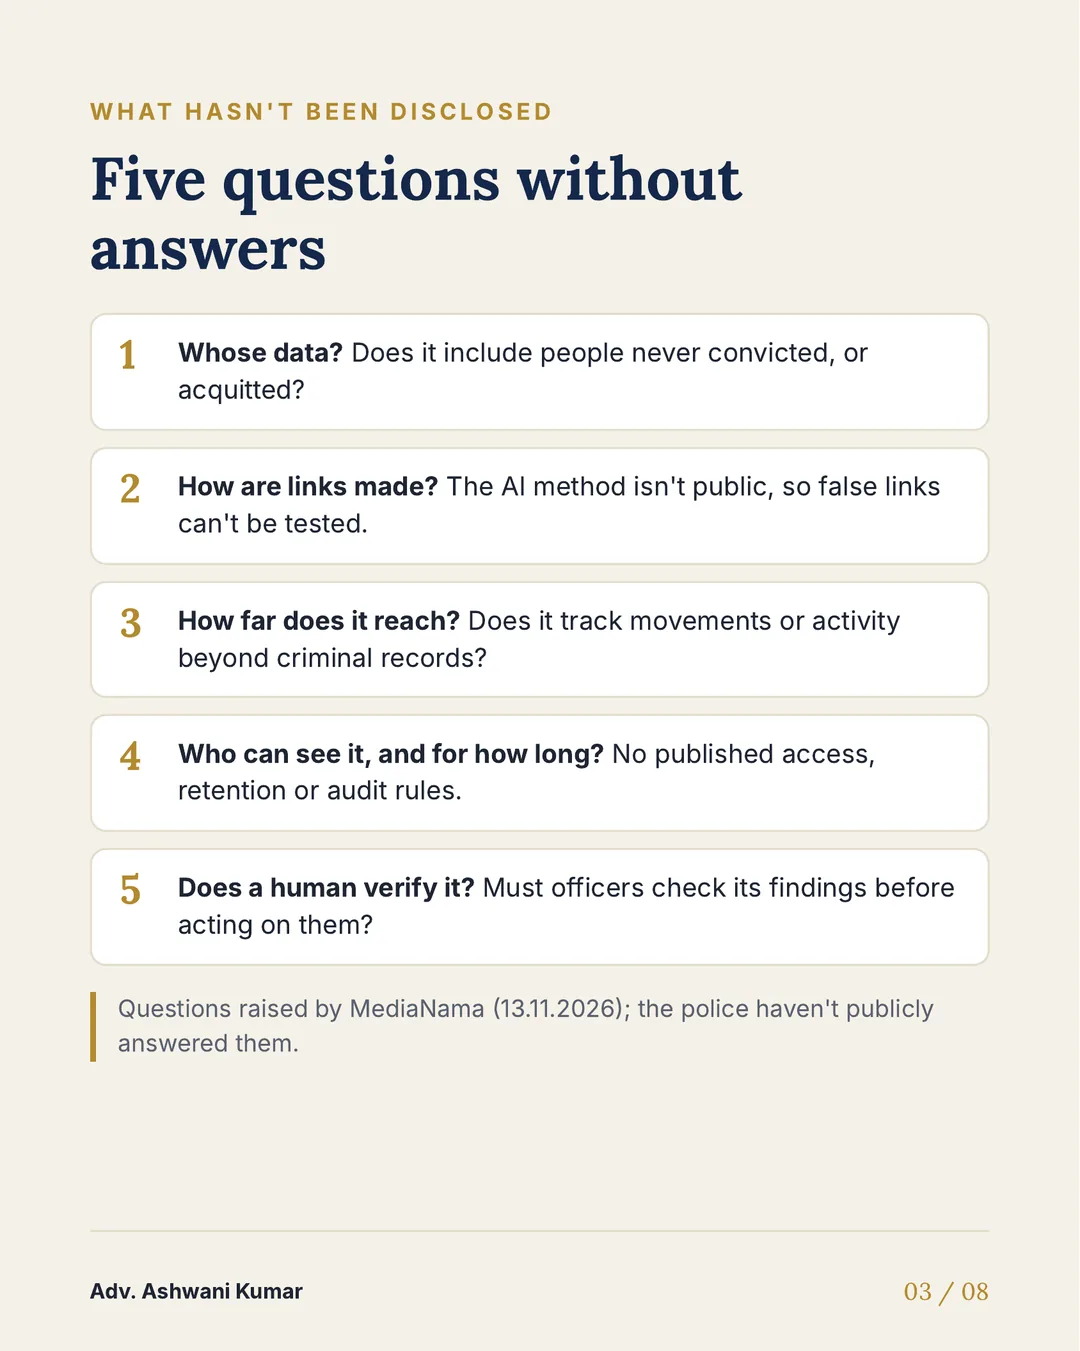 WHAT HASN'T BEEN DISCLOSED
Five questions without
answers
1 Whose data? Does it include people never convicted, or
acquitted?
2 How are links made? The AI method isn't public, so false links
can't be tested.
3 How far does it reach? Does it track movements or activity
beyond criminal records?
4 Who can see it, and for how long? No published access,
retention or audit rules.
5 Does a human verify it? Must officers check its findings before
acting on them?
Questions raised by MediaNama (13.11.2026); the police haven't publicly
answered them.
Adv. Ashwani Kumar
03 / 08